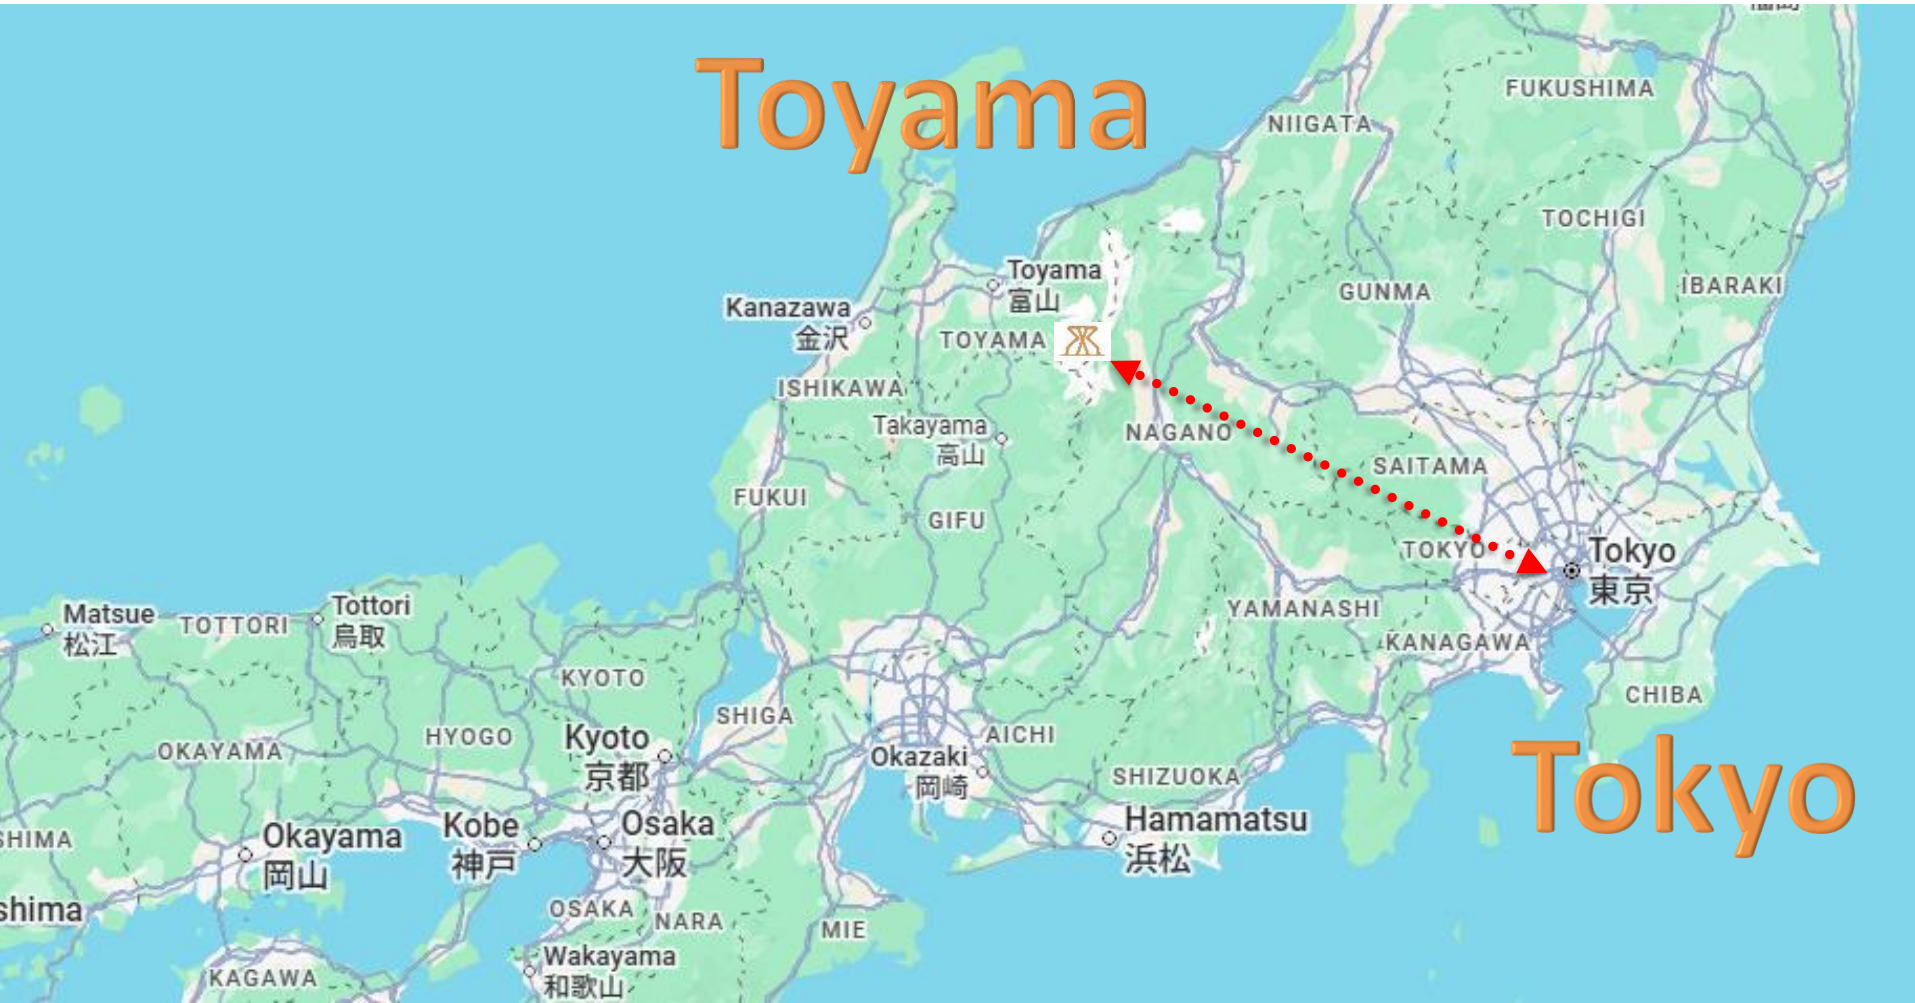 Toyama
FUKUSHIMA
NIIGATA
TOCHIGI
Toyama
富山
GUNMA
IBARAKI
Kanazawa
金沢
TOYAMA
ISHIKAWA
Takayama
高山
NAGANO
SAITAMA
FUKUI
GIFU
TOKYO
Tokyo
東京
Matsue
松江
TOTTORI
Tottori
鳥取
YAMANASHI
KANAGAWA
KYOTO
CHIBA
SHIGA
OKAYAMA
HYOGO
Kyoto
京都
AICHI
Okazaki
岡崎
SHIZUOKA
Tokyo
SHIMA
Okayama
岡山
Kobe
神戸
Osaka
大阪
Hamamatsu
浜松
shima
OSAKA
NARA
MIE
Wakayama
和歌山
KAGAWA